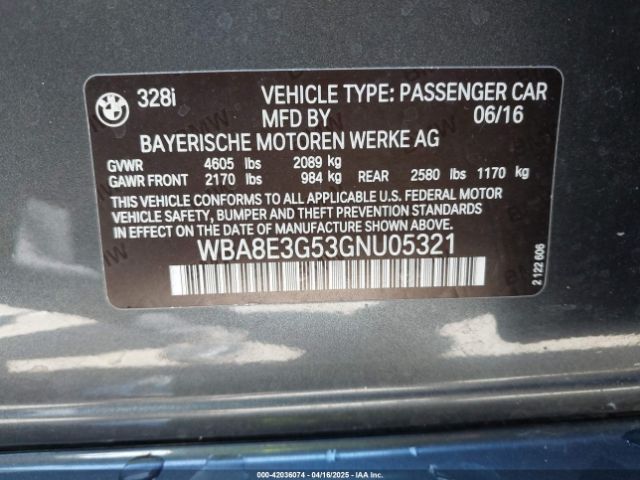 328i VEHICLE TYPE: PASSENGER CAR
MFD BY 06/16
BAYERISCHE MOTOREN WERKE AG
GVWR 4605 lbs 2089 kg
GAWR FRONT 2170 lbs 984 kg REAR 2580 lbs 1170 kg
THIS VEHICLE CONFORMS TO ALL APPLICABLE U.S. FEDERAL MOTOR
VEHICLE SAFETY, BUMPER AND THEFT PREVENTION STANDARDS
IN EFFECT ON THE DATE OF MANUFACTURE SHOWN ABOVE.
WBA8E3G53GNU05321
2 122 606
000-42036074 - 04/16/2025 - IAA Inc.